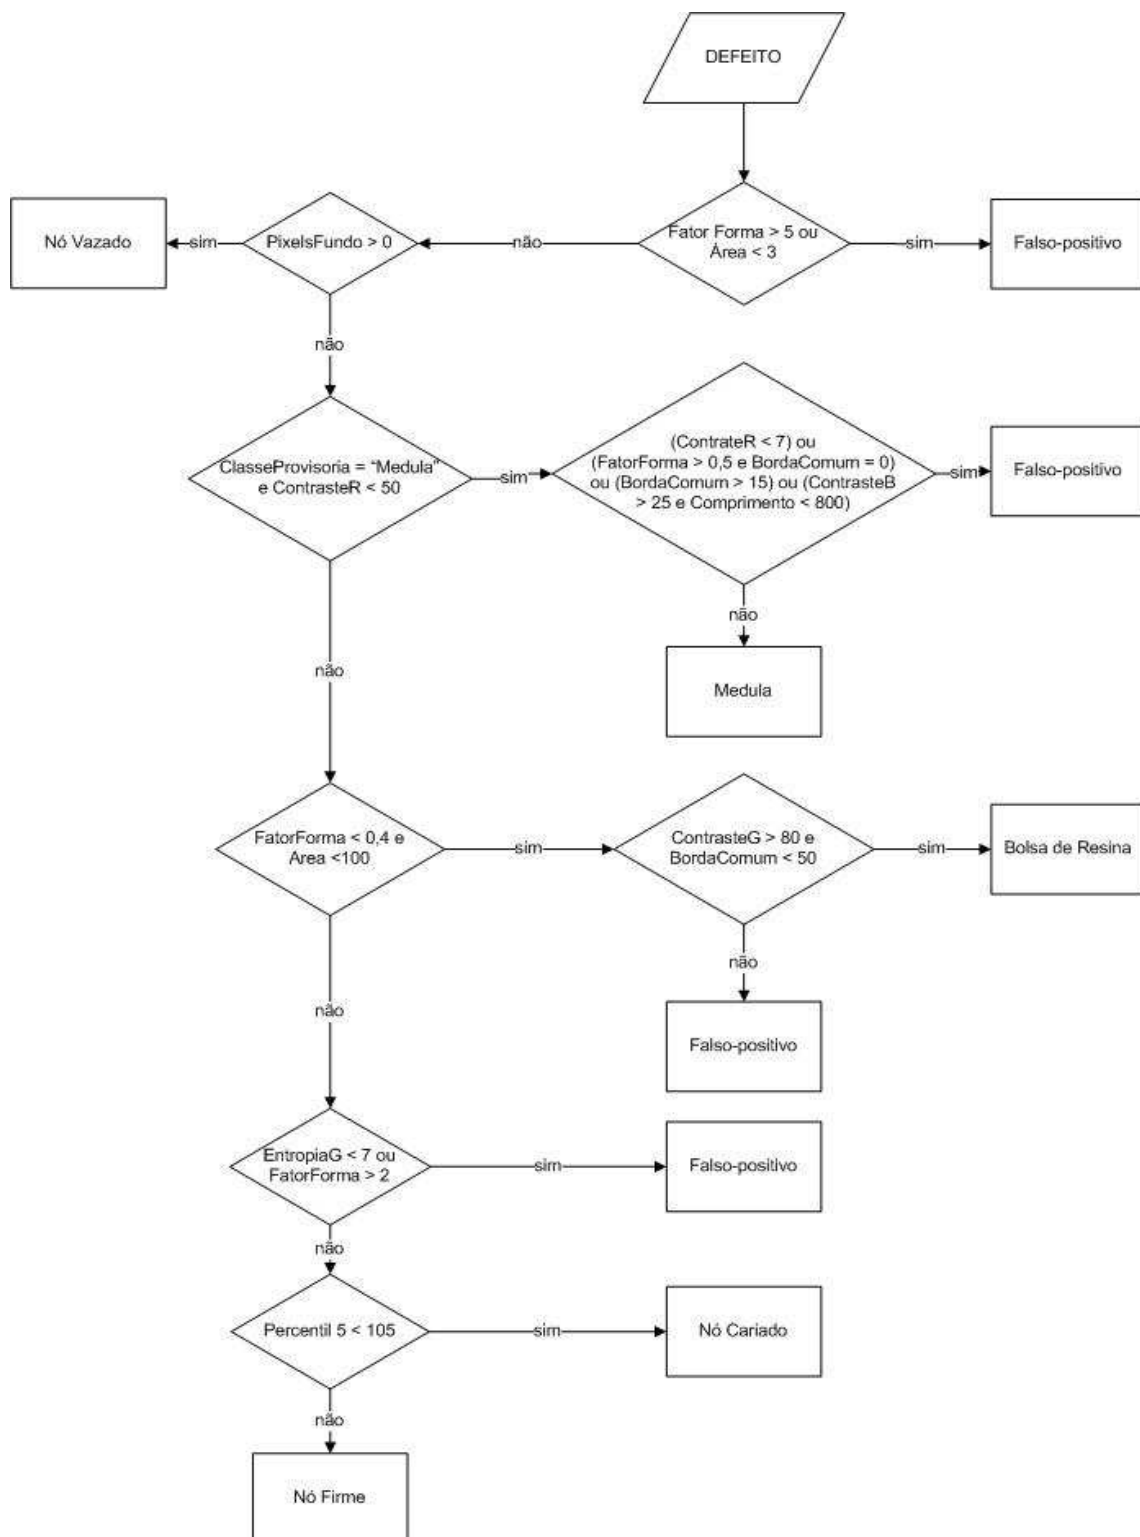 DEFEITO
Nó Vazado
sim
PixelsFundo > 0
não
Fator Forma > 5 ou
Área < 3
sim
Falso-positivo
não
ClasseProvisoria = “Medula”
e ContrasteR < 50
sim
(ContrateR < 7) ou
(FatorForma > 0,5 e BordaComum = 0)
ou (BordaComum > 15) ou (ContrasteB
> 25 e Comprimento < 800)
sim
Falso-positivo
não
Medula
não
FatorForma < 0,4 e
Area <100
sim
ContrasteG > 80 e
BordaComum < 50
sim
Bolsa de Resina
não
Falso-positivo
não
EntropiaG < 7 ou
FatorForma > 2
sim
Falso-positivo
não
Percentil 5 < 105
sim
Nó Cariado
não
Nó Firme